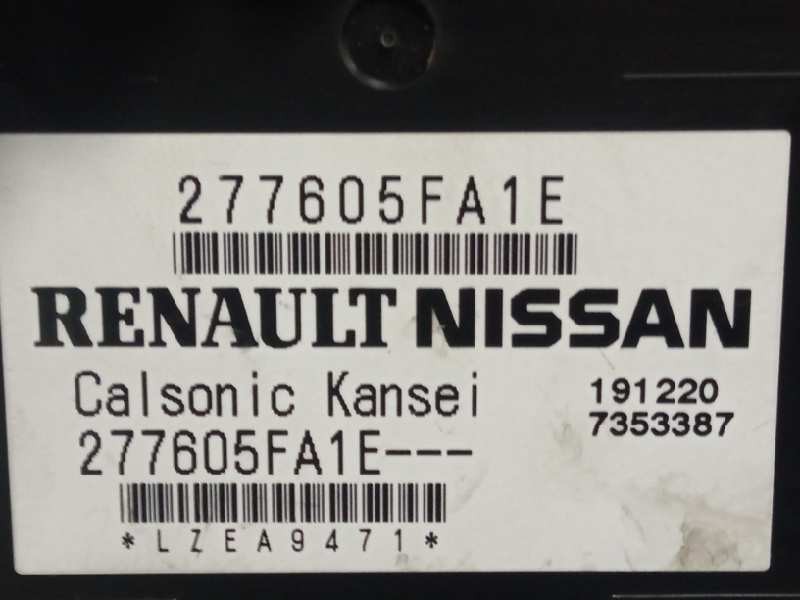 277605FA1E
RENAULT NISSAN
Calsonic Kansei
191220
277605FA1E---
7353387
*LZEA9471*